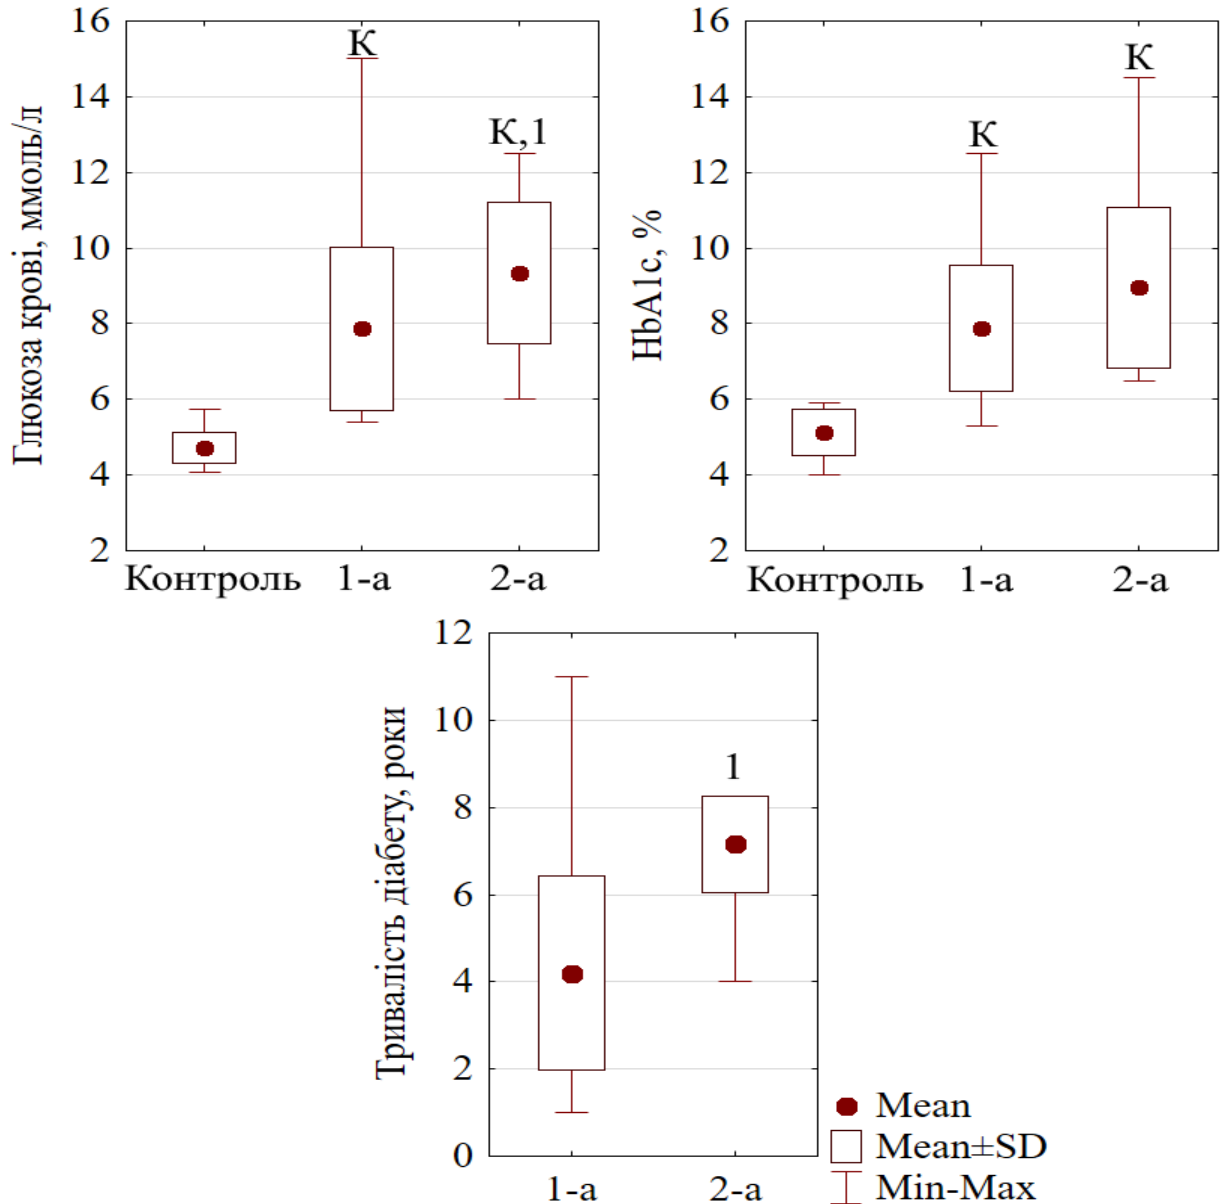 Глюкоза крові, ммоль/л
16
14
12
10
8
6
4
2
К
К,1
Контроль
1-а
2-а
HbA1c, %
16
14
12
10
8
6
4
2
К
К
Контроль
1-а
2-а
Тривалість діабету, роки
12
10
8
6
4
2
0
1
1-а
2-а
Mean
Mean±SD
Min-Max